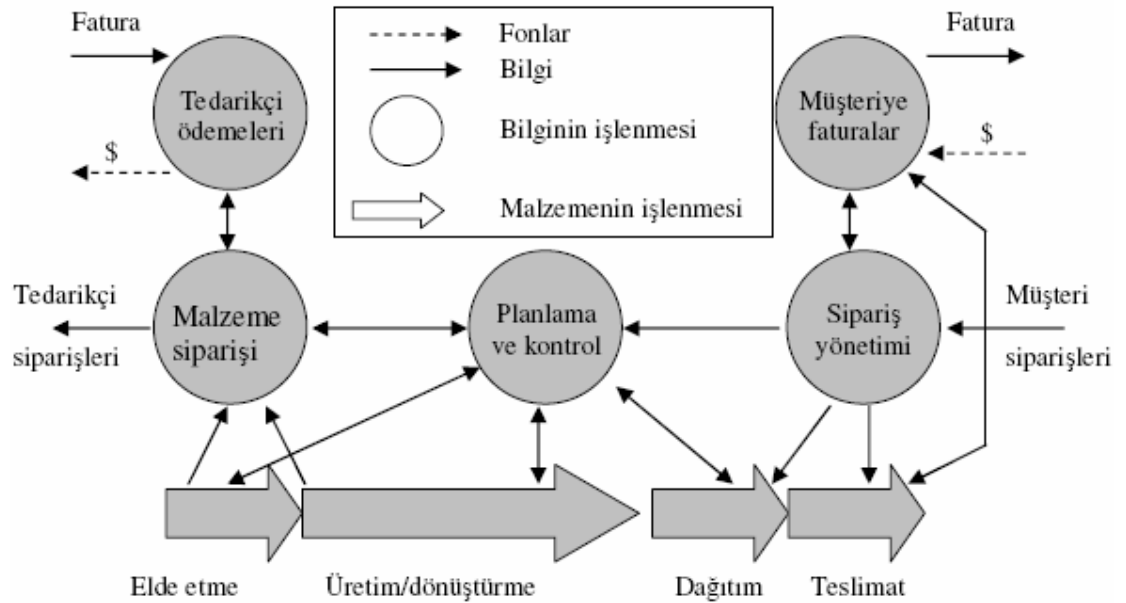 Fatura
Fonlar
Fatura
Bilgi
Tedarikçi
ödemeleri
Bilginin işlenmesi
Müşteriye
faturalar
$
$
Malzemenin işlenmesi
Tedarikçi
siparişleri
Malzeme
siparişi
Planlama
ve kontrol
Sipariş
yönetimi
Müşteri
siparişleri
Elde etme
Üretim/dönüştürme
Dağıtım
Teslimat